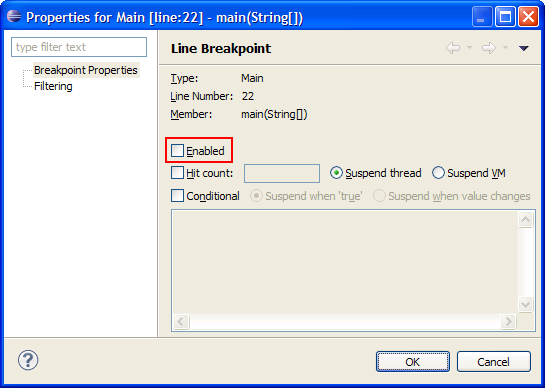 Properties for Main [line:22] - main(String[])
type filter text
Breakpoint Properties
Filtering
Line Breakpoint
Type: Main
Line Number: 22
Member: main(String[])
Enabled
Hit count: Suspend thread Suspend VM
Conditional Suspend when 'true' Suspend when value changes
?
OK Cancel